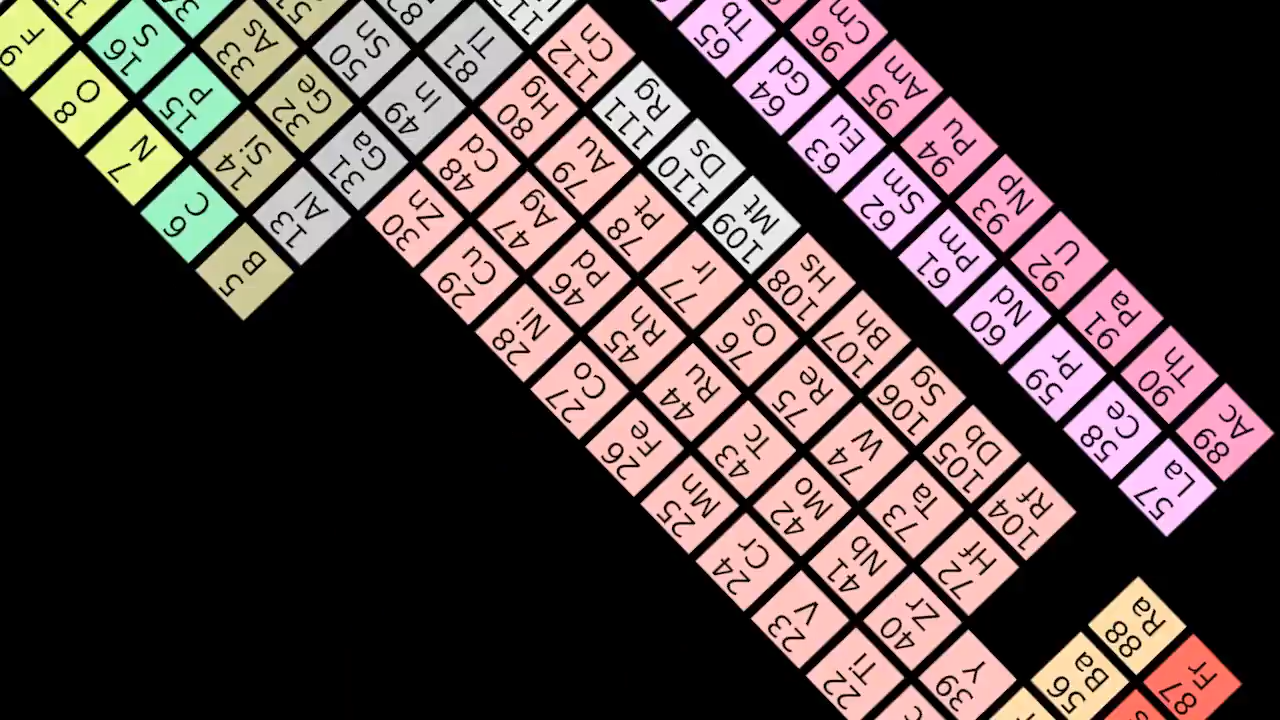 5 B
6 C
7 N
8 O
9 F
13 Al
14 Si
15 P
16 S
22 Ti
23 V
24 Cr
25 Mn
26 Fe
27 Co
28 Ni
29 Cu
30 Zn
31 Ga
32 Ge
33 As
39 Y
40 Zr
41 Nb
42 Mo
43 Tc
44 Ru
45 Rh
46 Pd
47 Ag
48 Cd
49 In
50 Sn
56 Ba
72 Hf
73 Ta
74 W
75 Re
76 Os
77 Ir
78 Pt
79 Au
80 Hg
81 Tl
87 Fr
88 Ra
104 Rf
105 Db
106 Sg
107 Bh
108 Hs
109 Mt
110 Ds
111 Rg
112 Cn
57 La
58 Ce
59 Pr
60 Nd
61 Pm
62 Sm
63 Eu
64 Gd
65 Tb
89 Ac
90 Th
91 Pa
92 U
93 Np
94 Pu
95 Am
96 Cm